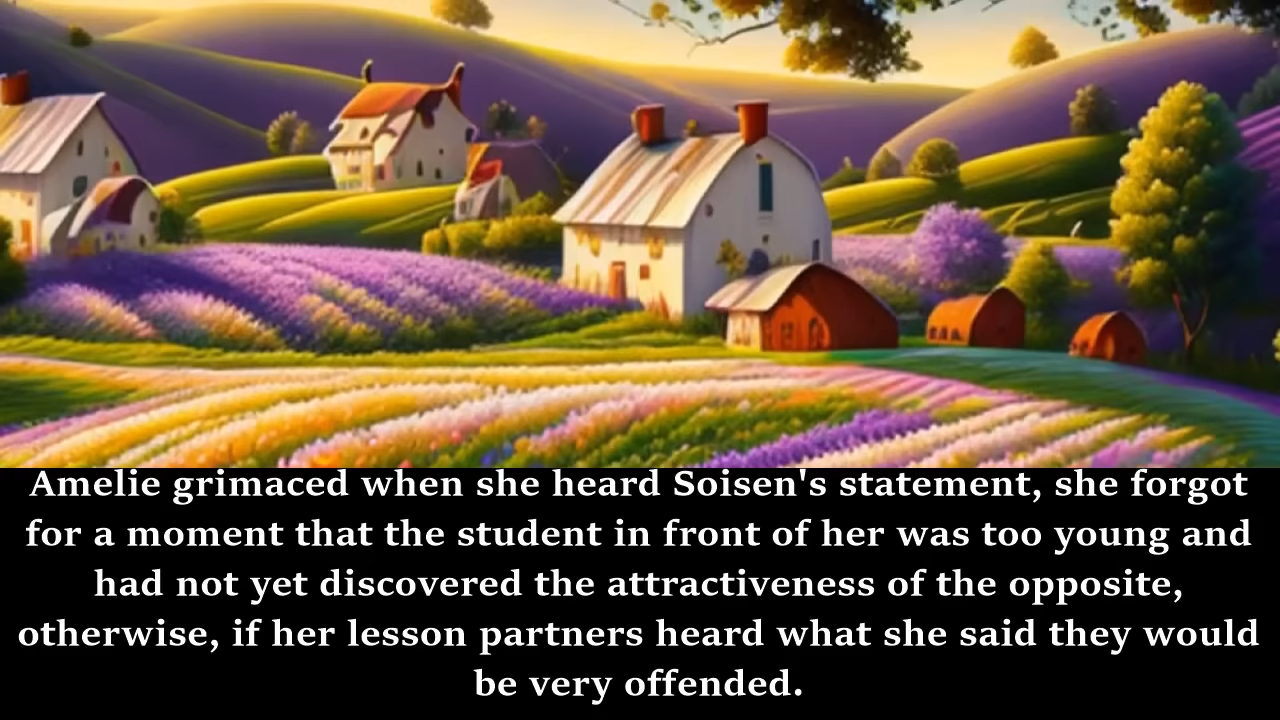 Amelie grimaced when she heard Soisen's statement, she forgot
for a moment that the student in front of her was too young and
had not yet discovered the attractiveness of the opposite,
otherwise, if her lesson partners heard what she said they would
be very offended.